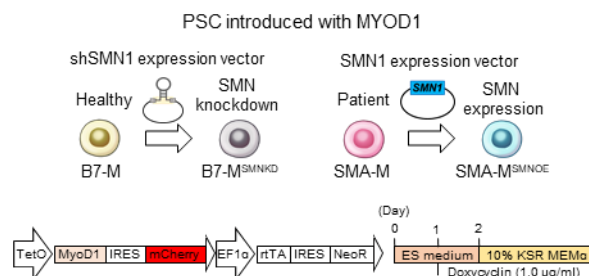 PSC introduced with MYOD1
shSMN1 expression vector
SMN1 expression vector
Healthy
SMN knockdown
Patient
SMN1
SMN expression
B7-M
B7-MSMNKD
SMA-M
SMA-MSMNOE
(Day)
0 1 2
TetO MyoD1 IRES mCherry EF1α rtTA IRES NeoR
ES medium 10% KSR MEMα
Doxycyclin (1.0 µg/ml)